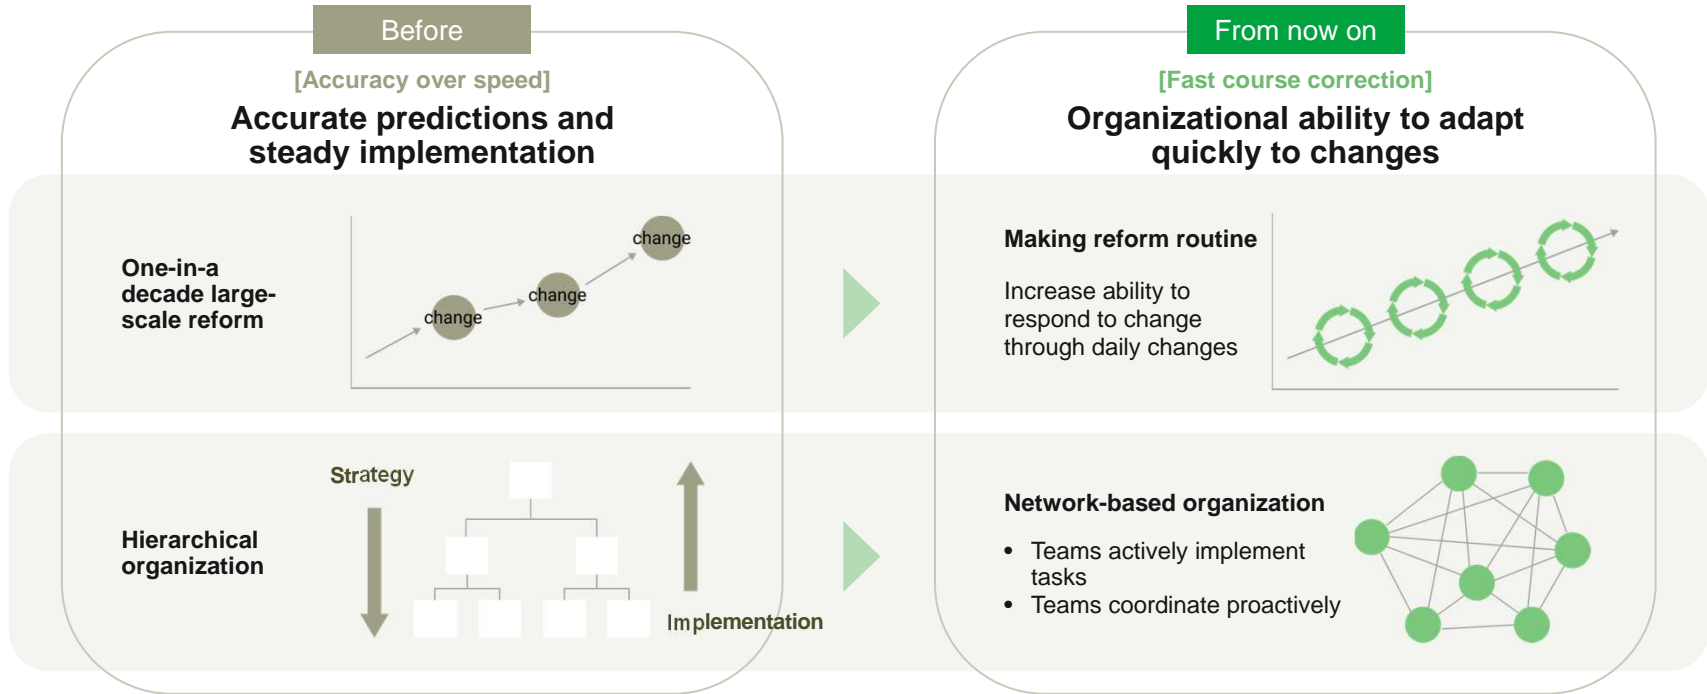 Before
[Accuracy over speed]
Accurate predictions and
steady implementation
One-in-a
decade large-
scale reform
change
change
change
Hierarchical
organization
Strategy
Implementation
From now on
[Fast course correction]
Organizational ability to adapt
quickly to changes
Making reform routine
Increase ability to
respond to change
through daily changes
Network-based organization
• Teams actively implement
tasks
• Teams coordinate proactively